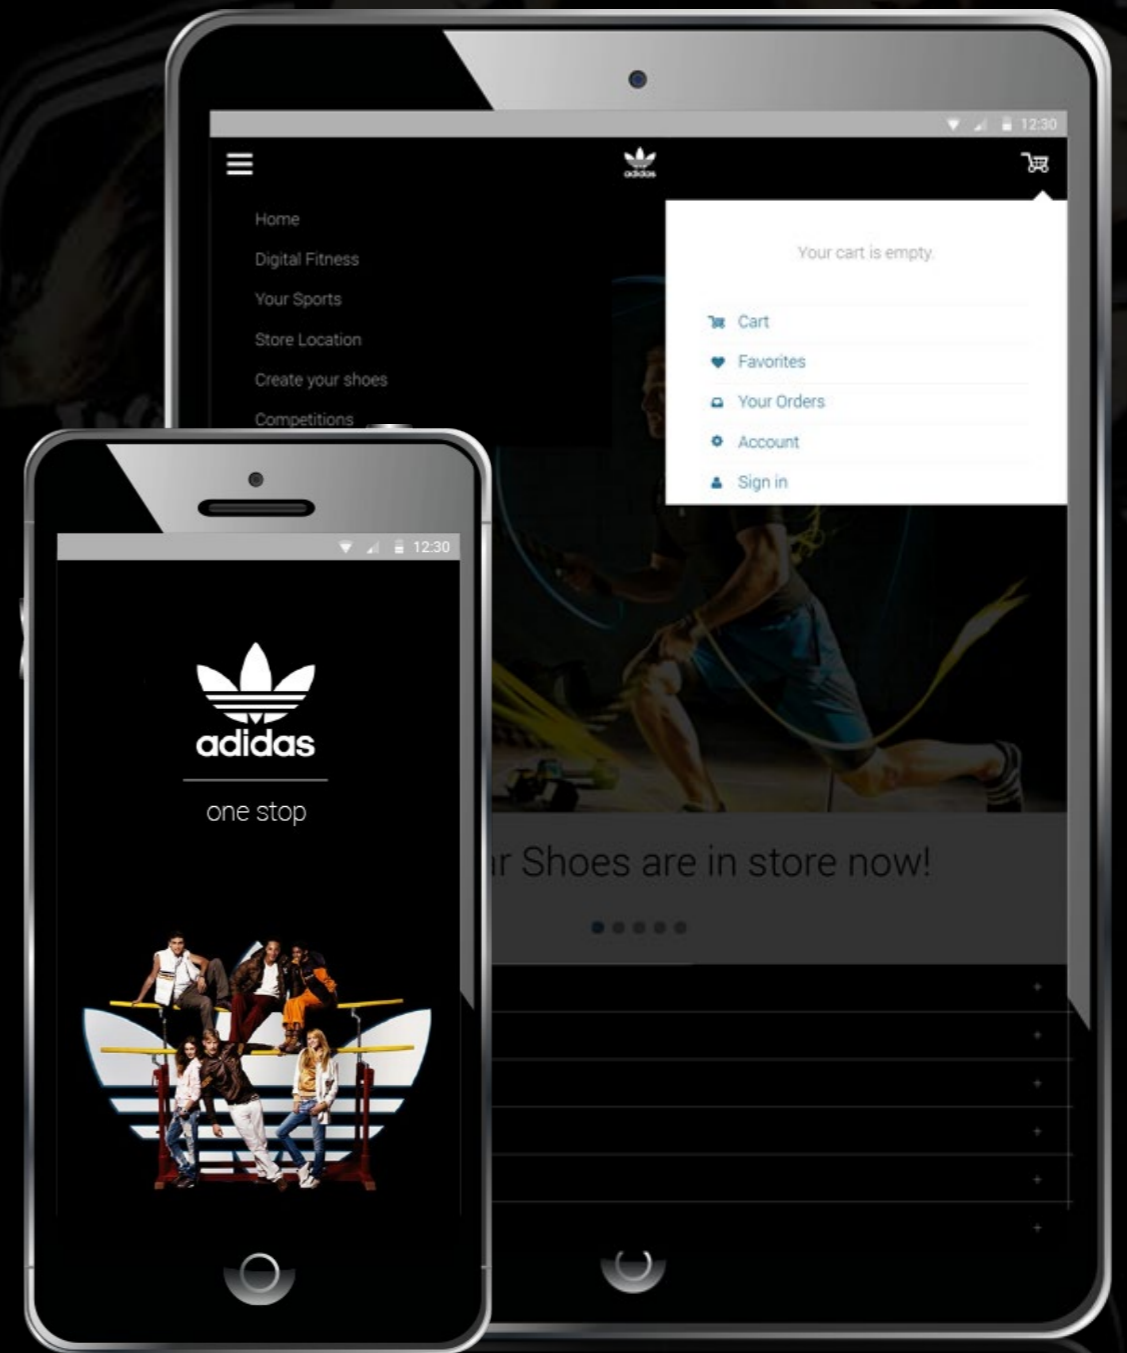 12:30
adidas
Home
Digital Fitness
Your Sports
Store Location
Create your shoes
Competitions
Your cart is empty.
Cart
Favorites
Your Orders
Account
Sign in
Shoes are in store now!
12:30
adidas
one stop